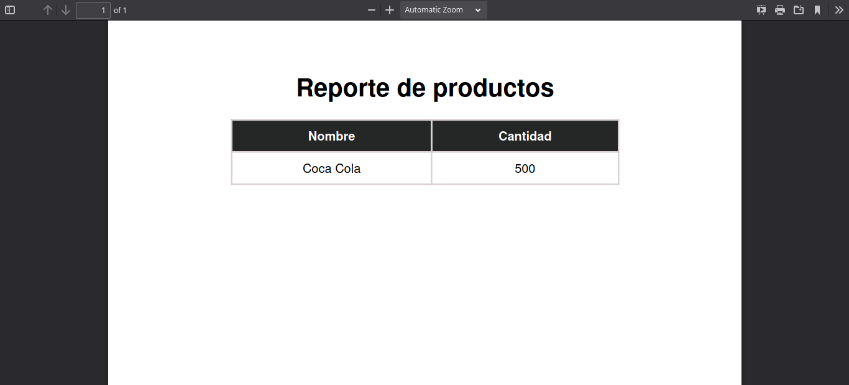 1 of 1 Automatic Zoom
Reporte de productos
Nombre Cantidad
Coca Cola 500